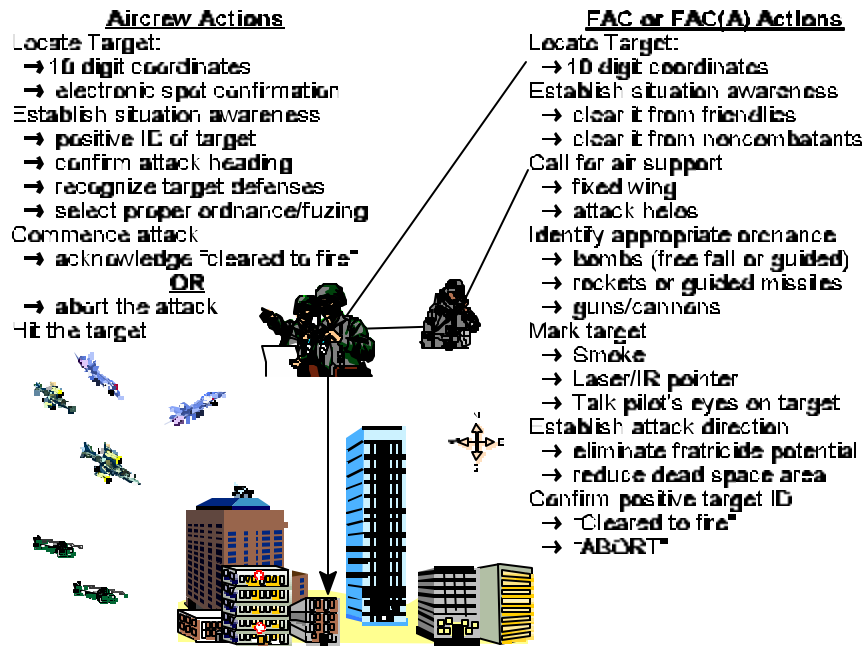 Aircrew Actions
Locate Target:
→ 10 digit coordinates
→ electronic spot confirmation
Establish situation awareness
→ positive ID of target
→ confirm attack heading
→ recognize target defenses
→ select proper ordnance/fuzing
Commence attack
→ acknowledge "cleared to fire"
OR
→ abort the attack
Hit the target
FAC or FAC(A) Actions
Locate Target:
→ 10 digit coordinates
Establish situation awareness
→ clear it from friendlies
→ clear it from noncombatants
Call for air support
→ fixed wing
→ attack helos
Identify appropriate ordnance
→ bombs (free fall or guided)
→ rockets or guided missiles
→ guns/cannons
Mark target
→ Smoke
→ Laser/IR pointer
→ Talk pilot's eyes on target
Establish attack direction
→ eliminate fratricide potential
→ reduce dead space area
Confirm positive target ID
→ "Cleared to fire"
→ "ABORT"